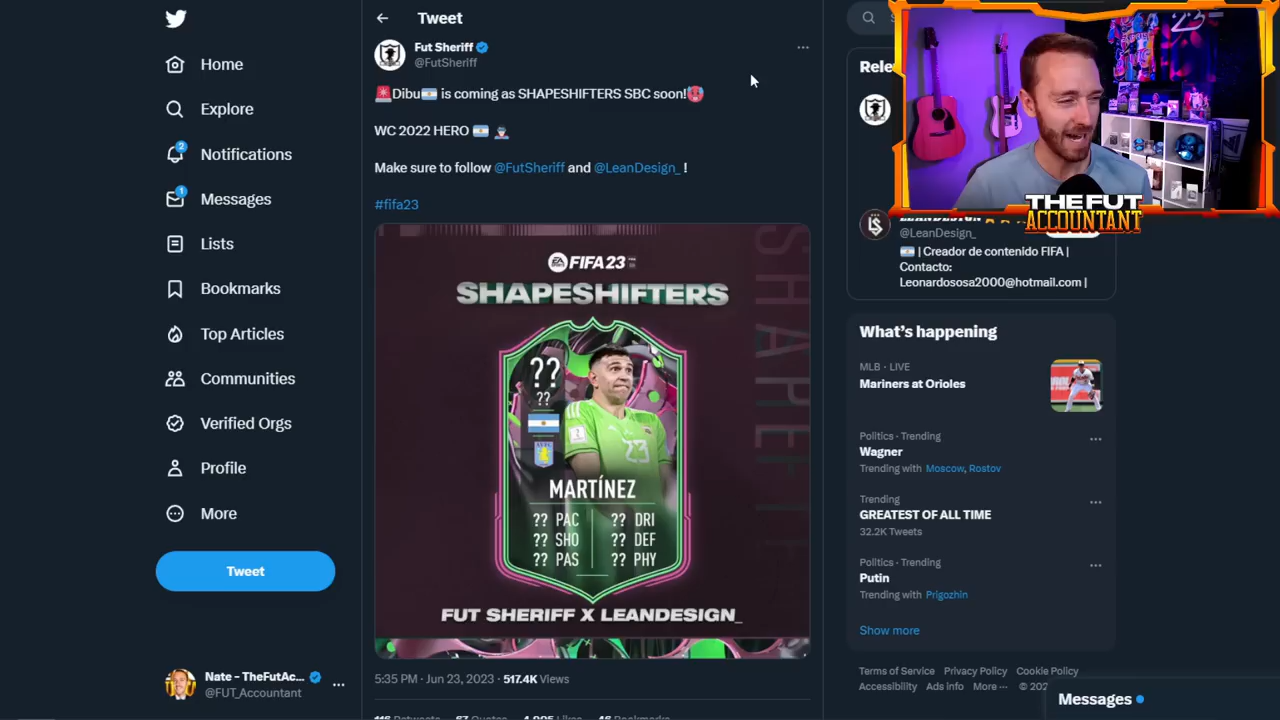 Tweet
Fut Sheriff
@FutSheriff
🚨Dibu🇦🇷 is coming as SHAPESHIFTERS SBC soon!🥵
WC 2022 HERO 🇦🇷
Make sure to follow @FutSheriff and @LeanDesign_ !
#fifa23
EA SPORTS FIFA 23
SHAPESHIFTERS
??
??
MARTÍNEZ
?? PAC ?? DRI
?? SHO ?? DEF
?? PAS ?? PHY
23
FUT SHERIFF X LEANDESIGN_
5:35 PM · Jun 23, 2023 · 517.4K Views
Home
Explore
2
Notifications
1
Messages
Lists
Bookmarks
Top Articles
Communities
Verified Orgs
Profile
More
Tweet
Nate - TheFutAc...
@FUT_Accountant
THE FUT
ACCOUNTANT
@LeanDesign_
🇦🇷 | Creador de contenido FIFA |
Contacto:
Leonardososa2000@hotmail.com |
What's happening
MLB · LIVE
Mariners at Orioles
Politics · Trending
Wagner
Trending with Moscow, Rostov
Trending
GREATEST OF ALL TIME
32.2K Tweets
Politics · Trending
Putin
Trending with Prigozhin
Show more
Terms of Service Privacy Policy Cookie Policy
Accessibility Ads info More ···
Messages